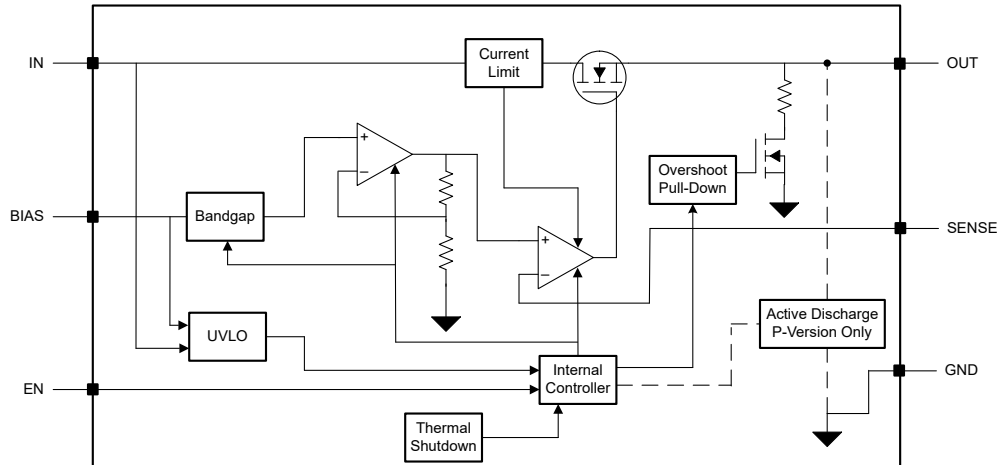 IN
Current
Limit
OUT
+
−
Overshoot
Pull-Down
BIAS
Bandgap
SENSE
+
−
UVLO
Active Discharge
P-Version Only
Internal
Controller
GND
EN
Thermal
Shutdown